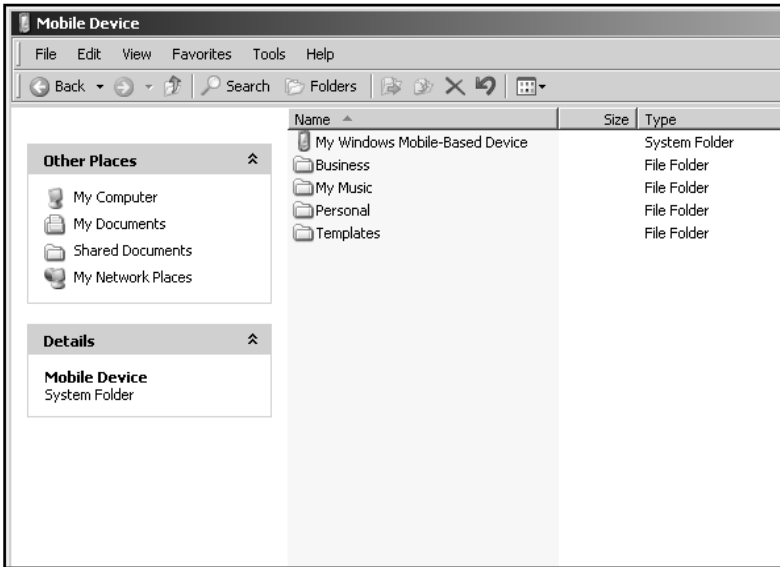 Mobile Device
File Edit View Favorites Tools Help
Back Search Folders
Name Size Type
My Windows Mobile-Based Device System Folder
Business File Folder
My Music File Folder
Personal File Folder
Templates File Folder
Other Places
My Computer
My Documents
Shared Documents
My Network Places
Details
Mobile Device
System Folder